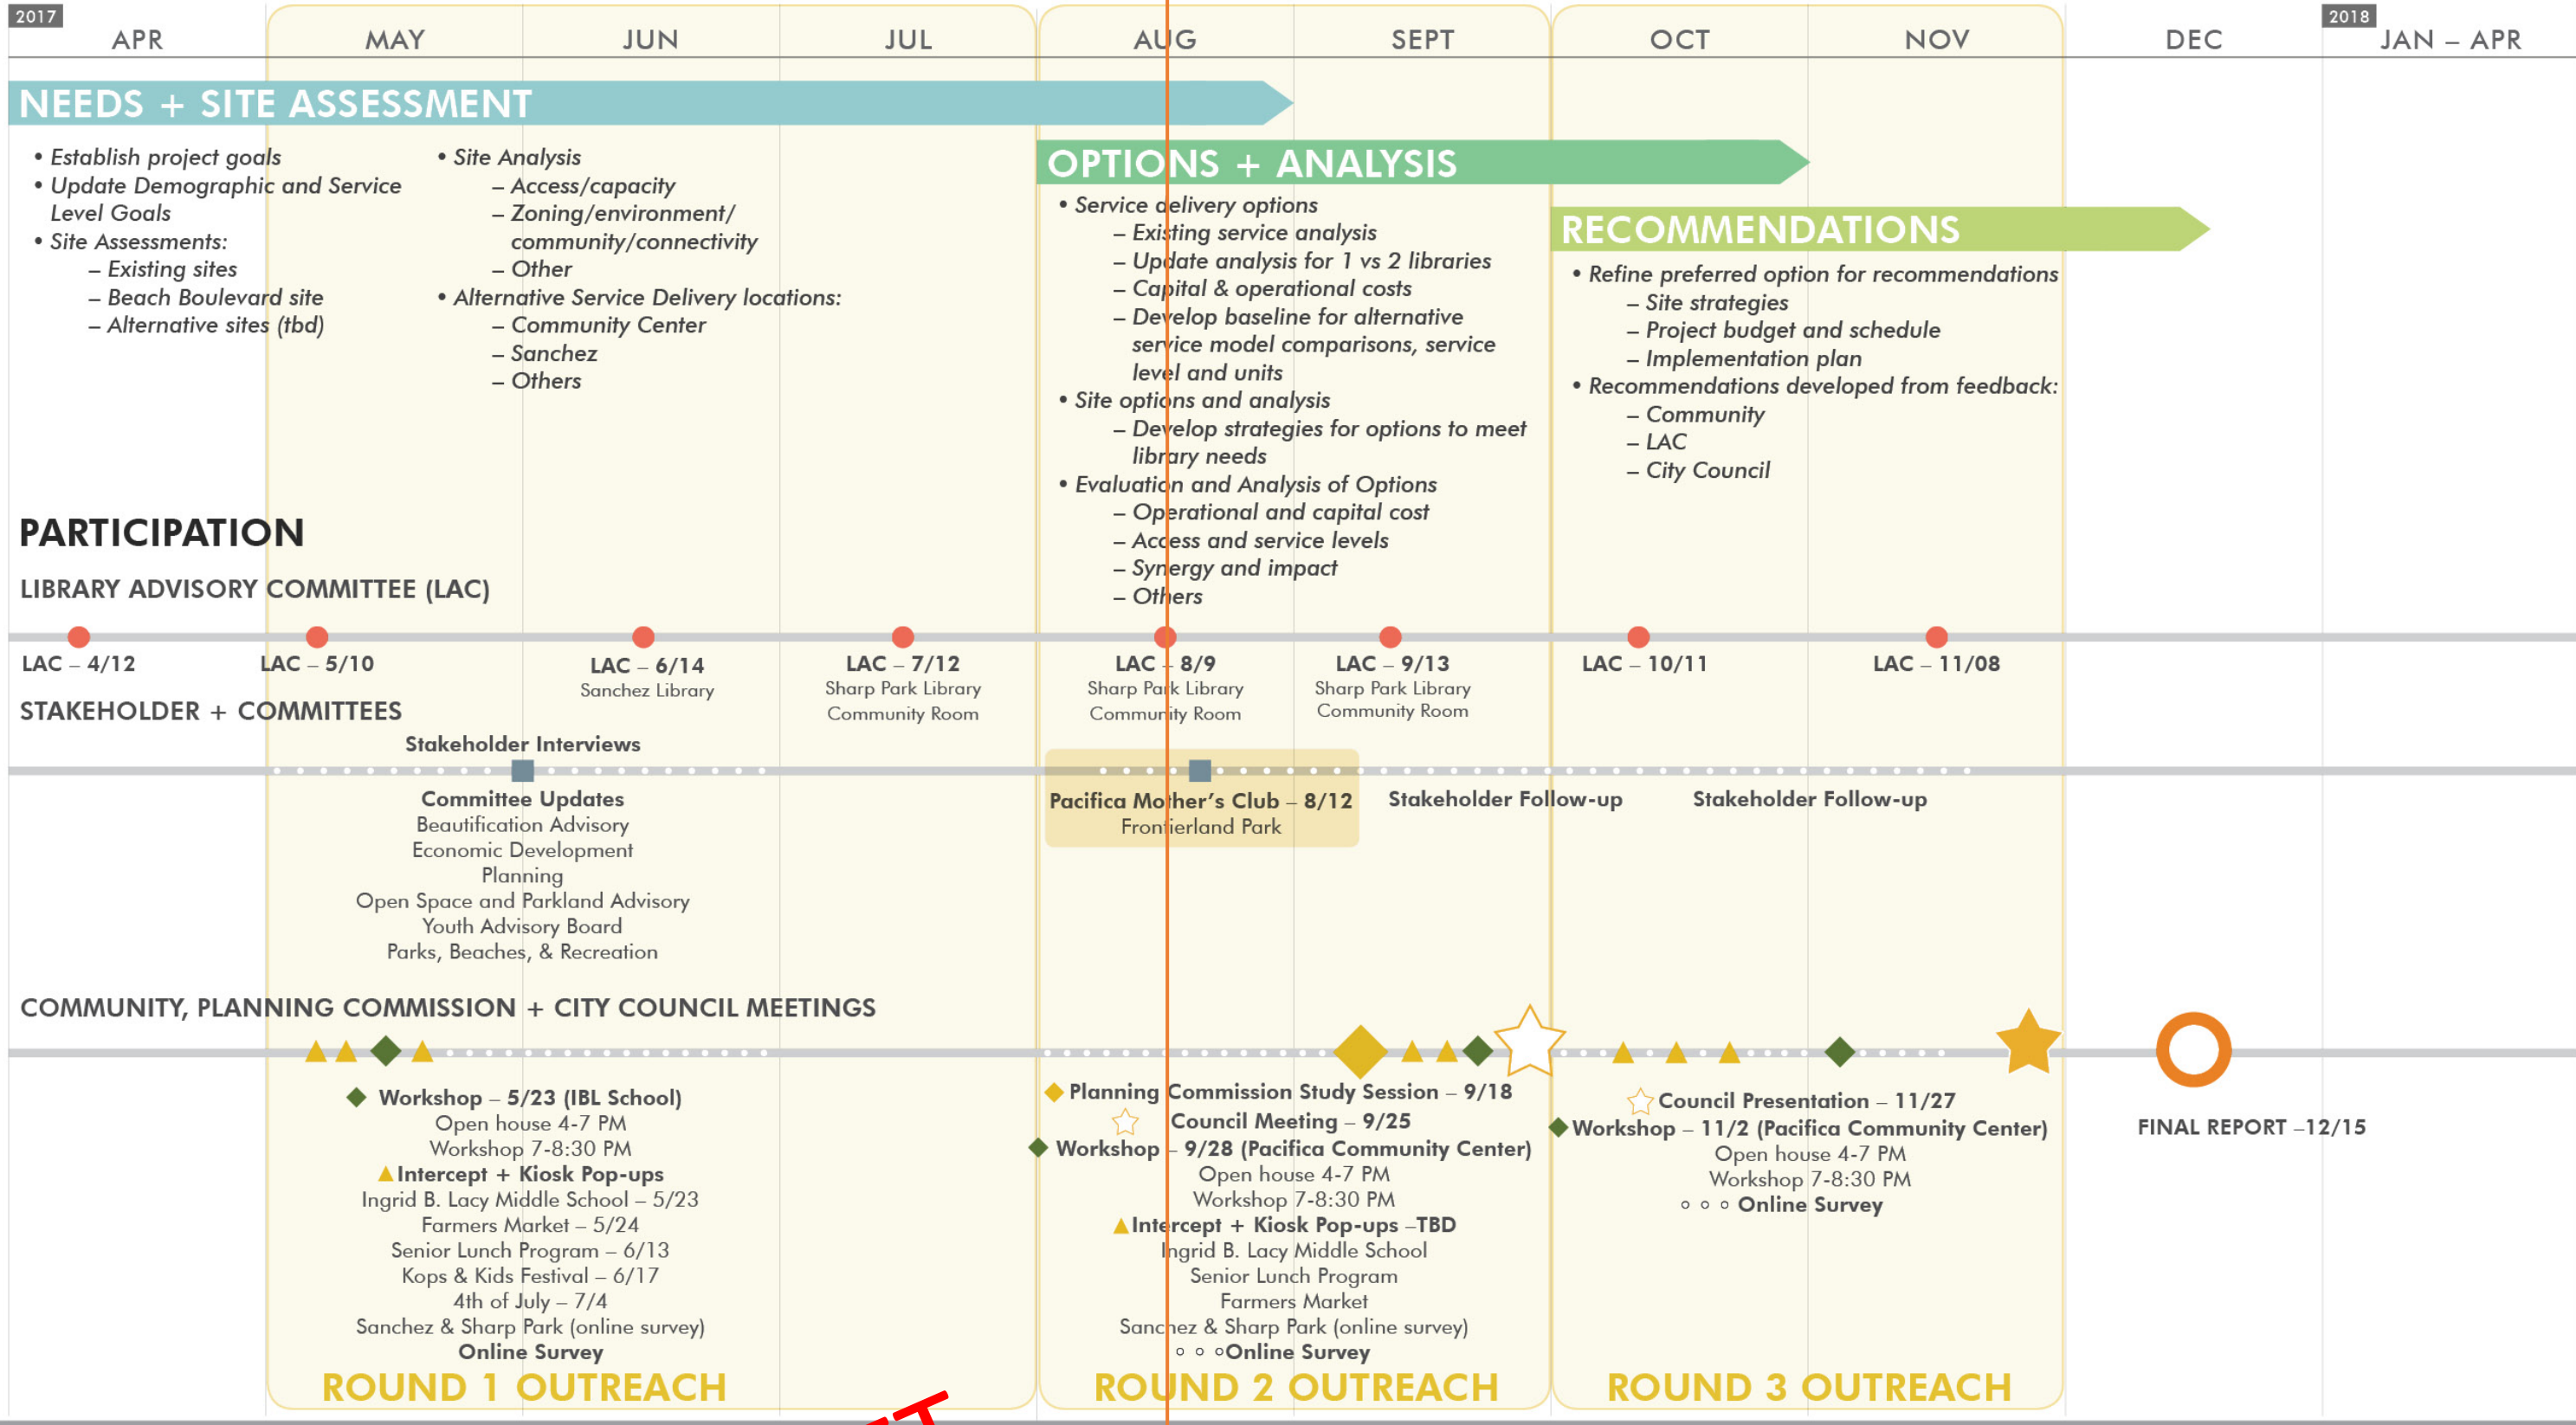 2017
2018
APR
MAY
JUN
JUL
AUG
SEPT
OCT
NOV
DEC
JAN – APR
NEEDS + SITE ASSESSMENT
• Establish project goals
• Update Demographic and Service
Level Goals
• Site Assessments:
– Existing sites
– Beach Boulevard site
– Alternative sites (tbd)
• Site Analysis
– Access/capacity
– Zoning/environment/
community/connectivity
– Other
• Alternative Service Delivery locations:
– Community Center
– Sanchez
– Others
OPTIONS + ANALYSIS
• Service delivery options
– Existing service analysis
– Update analysis for 1 vs 2 libraries
– Capital & operational costs
– Develop baseline for alternative
service model comparisons, service
level and units
• Site options and analysis
– Develop strategies for options to meet
library needs
• Evaluation and Analysis of Options
– Operational and capital cost
– Access and service levels
– Synergy and impact
– Others
RECOMMENDATIONS
• Refine preferred option for recommendations
– Site strategies
– Project budget and schedule
– Implementation plan
• Recommendations developed from feedback:
– Community
– LAC
– City Council
PARTICIPATION
LIBRARY ADVISORY COMMITTEE (LAC)
LAC – 4/12
LAC – 5/10
LAC – 6/14
Sanchez Library
LAC – 7/12
Sharp Park Library
Community Room
LAC – 8/9
Sharp Park Library
Community Room
LAC – 9/13
Sharp Park Library
Community Room
LAC – 10/11
LAC – 11/08
STAKEHOLDER + COMMITTEES
Stakeholder Interviews
Committee Updates
Beautification Advisory
Economic Development
Planning
Open Space and Parkland Advisory
Youth Advisory Board
Parks, Beaches, & Recreation
Pacifica Mother's Club – 8/12
Frontierland Park
Stakeholder Follow-up
Stakeholder Follow-up
COMMUNITY, PLANNING COMMISSION + CITY COUNCIL MEETINGS
Workshop – 5/23 (IBL School)
Open house 4-7 PM
Workshop 7-8:30 PM
Intercept + Kiosk Pop-ups
Ingrid B. Lacy Middle School – 5/23
Farmers Market – 5/24
Senior Lunch Program – 6/13
Kops & Kids Festival – 6/17
4th of July – 7/4
Sanchez & Sharp Park (online survey)
Online Survey
ROUND 1 OUTREACH
Planning Commission Study Session – 9/18
Council Meeting – 9/25
Workshop – 9/28 (Pacifica Community Center)
Open house 4-7 PM
Workshop 7-8:30 PM
Intercept + Kiosk Pop-ups –TBD
Ingrid B. Lacy Middle School
Senior Lunch Program
Farmers Market
Sanchez & Sharp Park (online survey)
Online Survey
ROUND 2 OUTREACH
Council Presentation – 11/27
Workshop – 11/2 (Pacifica Community Center)
Open house 4-7 PM
Workshop 7-8:30 PM
Online Survey
ROUND 3 OUTREACH
FINAL REPORT –12/15